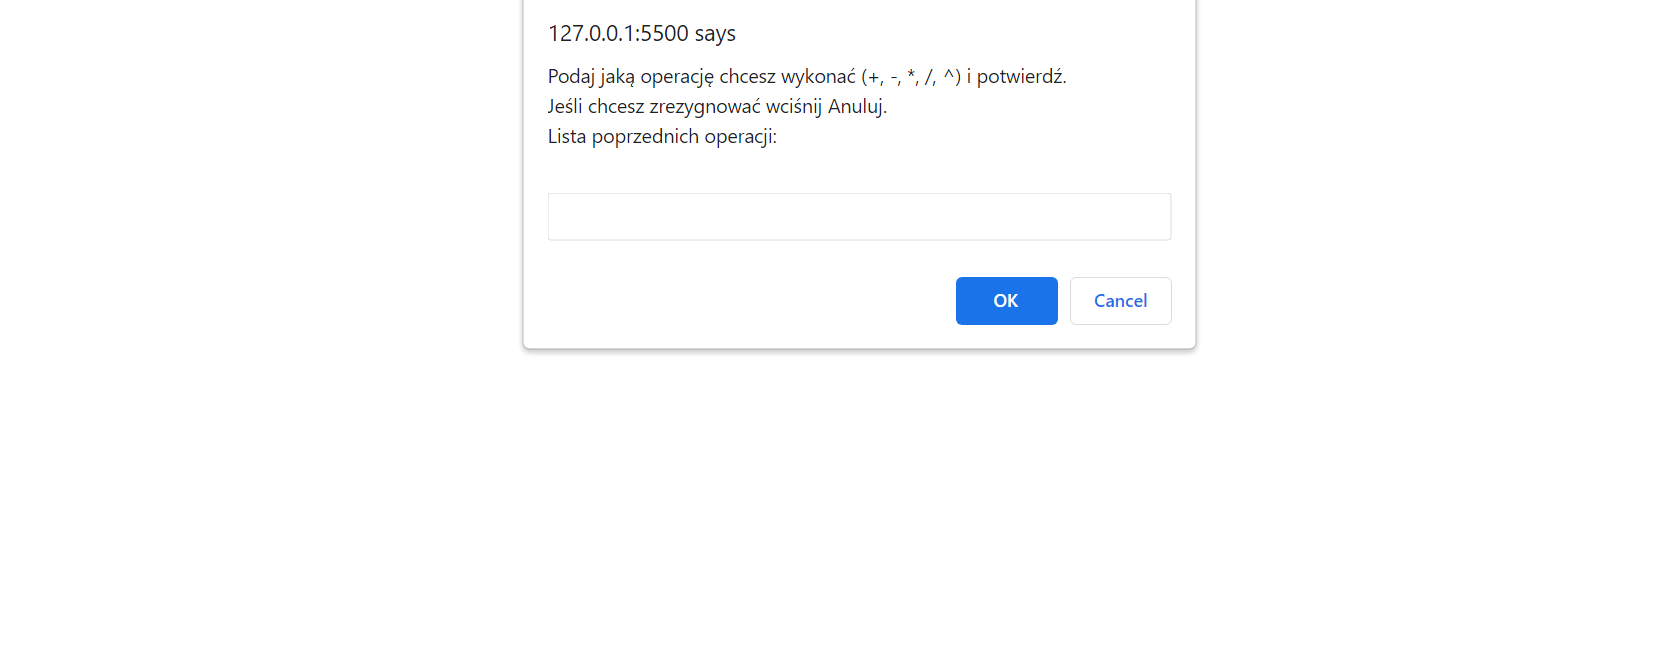 127.0.0.1:5500 says
Podaj jaką operację chcesz wykonać (+, -, *, /, ^) i potwierdź.
Jeśli chcesz zrezygnować wciśnij Anuluj.
Lista poprzednich operacji:
OK
Cancel